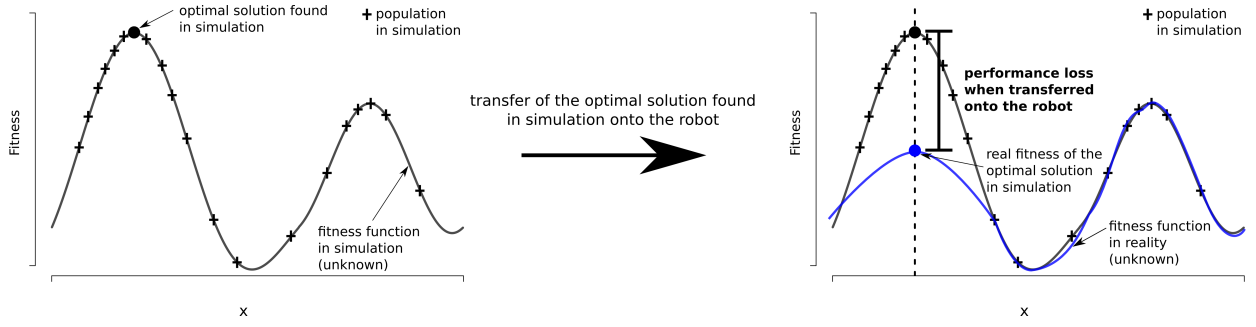 optimal solution found
in simulation
population
in simulation
Fitness
fitness function
in simulation
(unknown)
x
transfer of the optimal solution found
in simulation onto the robot
population
in simulation
performance loss
when transferred
onto the robot
Fitness
real fitness of the
optimal solution
in simulation
fitness function
in reality
(unknown)
x